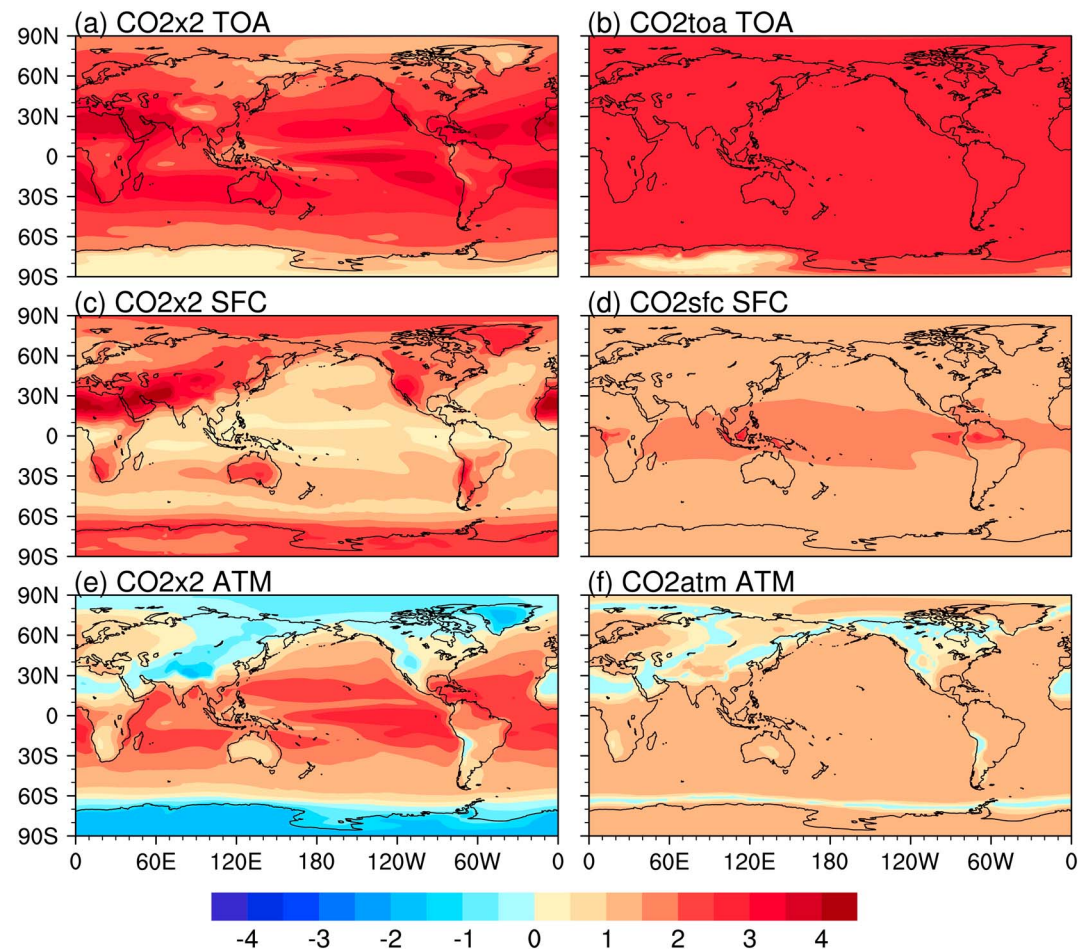 (a) CO2x2 TOA
(b) CO2toa TOA
90N
60N
30N
0
30S
60S
90S
(c) CO2x2 SFC
(d) CO2sfc SFC
90N
60N
30N
0
30S
60S
90S
(e) CO2x2 ATM
(f) CO2atm ATM
90N
60N
30N
0
30S
60S
90S
0 60E 120E 180 120W 60W 0
0 60E 120E 180 120W 60W 0
-4 -3 -2 -1 0 1 2 3 4